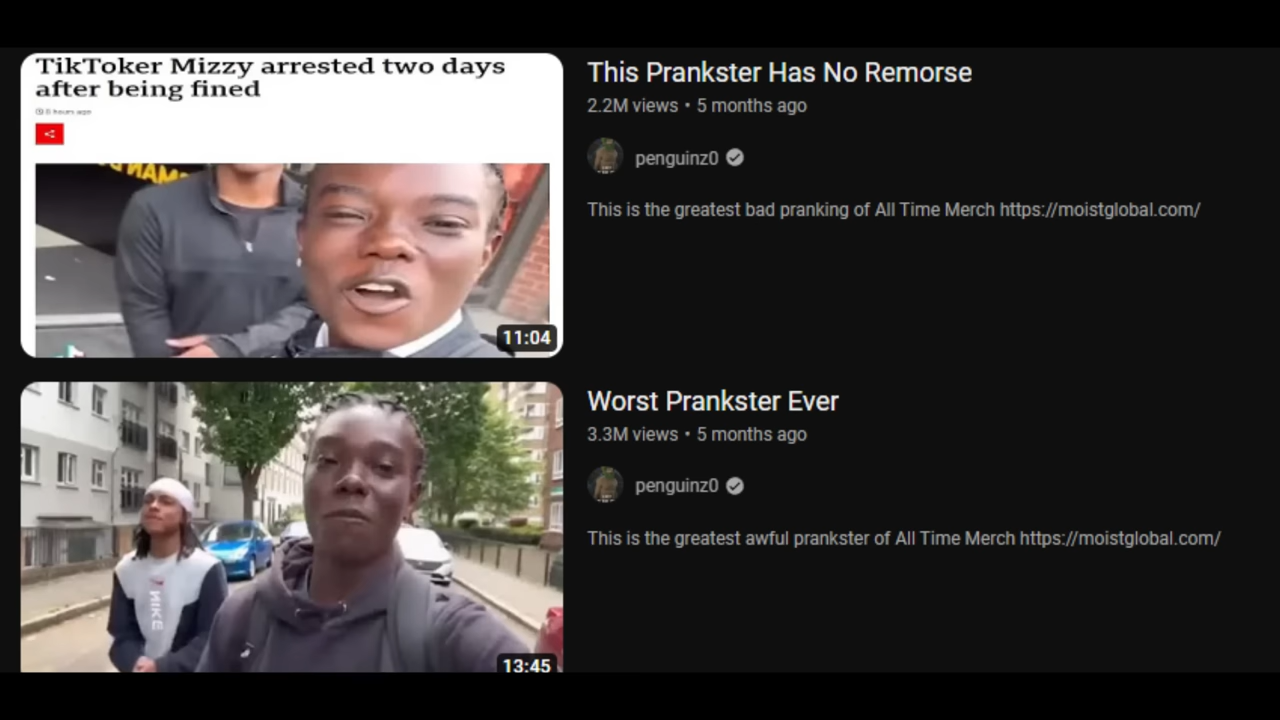 TikToker Mizzy arrested two days
after being fined
11:04
This Prankster Has No Remorse
2.2M views • 5 months ago
penguinz0
This is the greatest bad pranking of All Time Merch https://moistglobal.com/
NIKE
13:45
Worst Prankster Ever
3.3M views • 5 months ago
penguinz0
This is the greatest awful prankster of All Time Merch https://moistglobal.com/